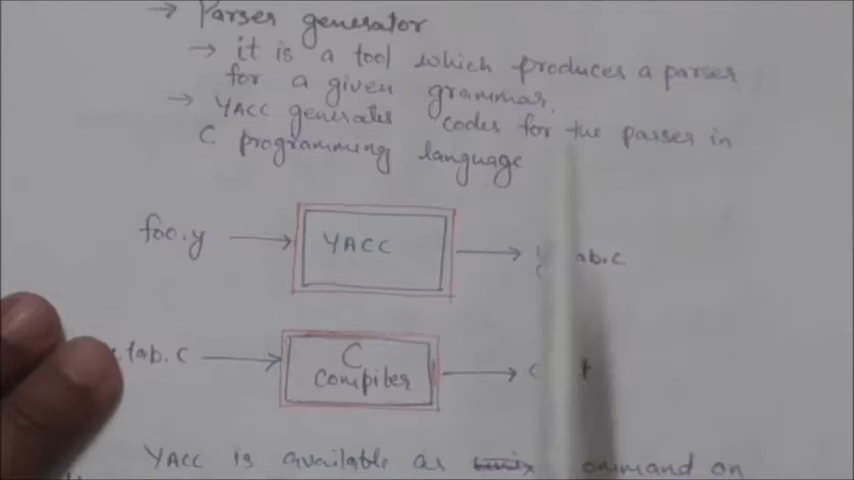 → Parser generator
→ it is a tool which produces a parser
for a given grammar.
→ YACC generates codes for the parser in
C programming language
foo.y → YACC → ab.c
tab.c → C compiler →
YACC is available as command on